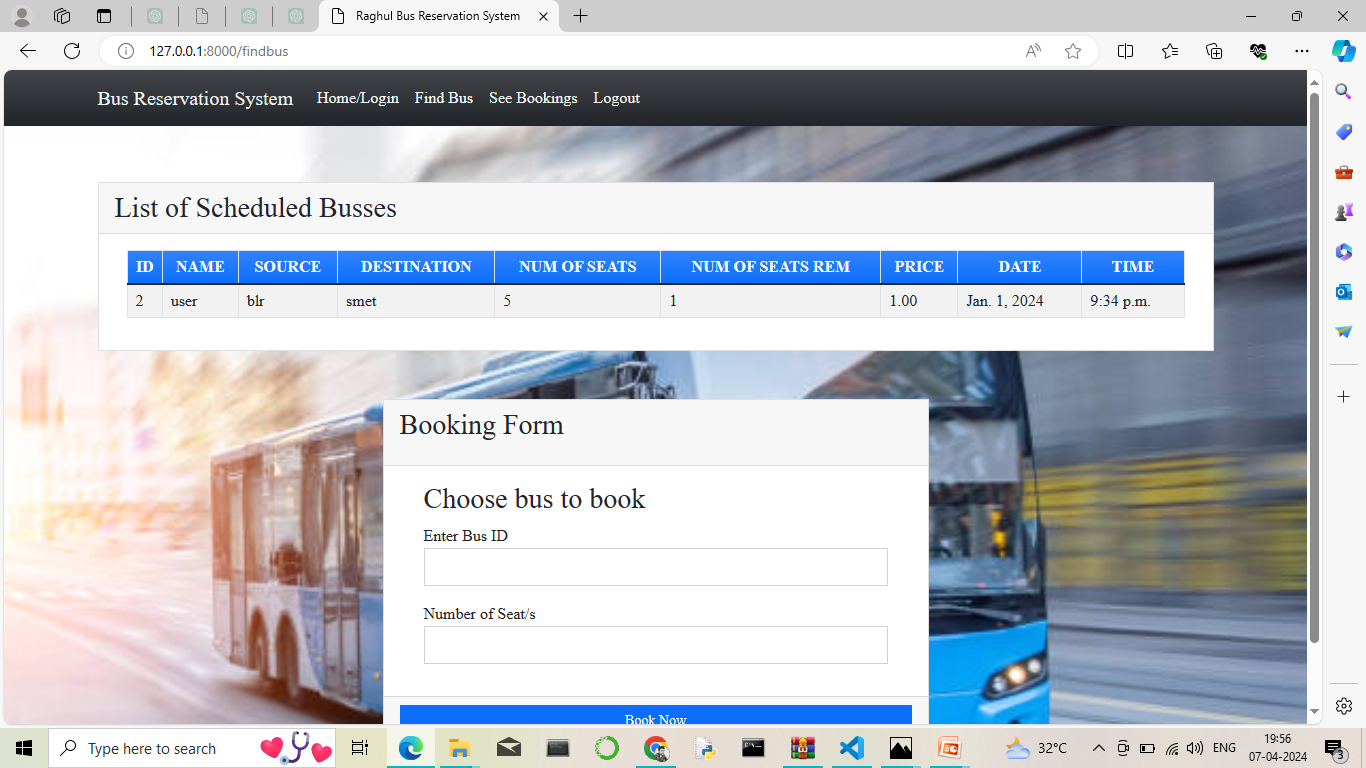 Raghul Bus Reservation System
127.0.0.1:8000/findbus
Bus Reservation System Home/Login Find Bus See Bookings Logout
List of Scheduled Busses
ID NAME SOURCE DESTINATION NUM OF SEATS NUM OF SEATS REM PRICE DATE TIME
2 user blr smet 5 1 1.00 Jan. 1, 2024 9:34 p.m.
Booking Form
Choose bus to book
Enter Bus ID
Number of Seat/s
Book Now
Type here to search 32°C ENG 19:56
07-04-2024 3